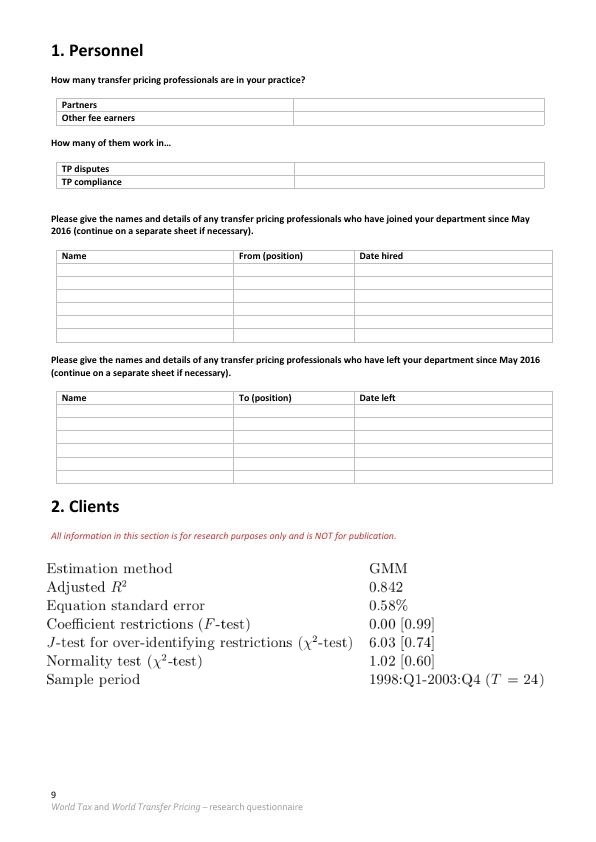 1. Personnel
How many transfer pricing professionals are in your practice?
Partners
Other fee earners
How many of them work in…
TP disputes
TP compliance
Please give the names and details of any transfer pricing professionals who have joined your department since May
2016 (continue on a separate sheet if necessary).
Name From (position) Date hired
Please give the names and details of any transfer pricing professionals who have left your department since May 2016
(continue on a separate sheet if necessary).
Name To (position) Date left
2. Clients
All information in this section is for research purposes only and is NOT for publication.
Estimation method GMM
Adjusted R² 0.842
Equation standard error 0.58%
Coefficient restrictions (F-test) 0.00 [0.99]
J-test for over-identifying restrictions (χ²-test) 6.03 [0.74]
Normality test (χ²-test) 1.02 [0.60]
Sample period 1998:Q1-2003:Q4 (T = 24)
9
World Tax and World Transfer Pricing – research questionnaire